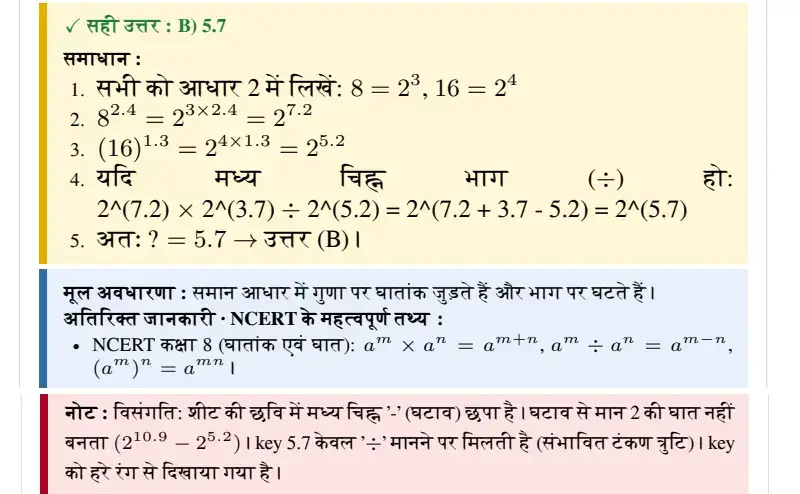 ✓ सही उत्तर : B) 5.7
समाधान :
1. सभी को आधार 2 में लिखें: 8 = 2³, 16 = 2⁴
2. 8^{2.4} = 2^{3×2.4} = 2^{7.2}
3. (16)^{1.3} = 2^{4×1.3} = 2^{5.2}
4. यदि मध्य चिह्न भाग (÷) हो:
2^(7.2) × 2^(3.7) ÷ 2^(5.2) = 2^(7.2 + 3.7 - 5.2) = 2^(5.7)
5. अतः ? = 5.7 → उत्तर (B)।
मूल अवधारणा : समान आधार में गुणा पर घातांक जुड़ते हैं और भाग पर घटते हैं।
अतिरिक्त जानकारी · NCERT के महत्वपूर्ण तथ्य :
• NCERT कक्षा 8 (घातांक एवं घात): a^m × a^n = a^{m+n}, a^m ÷ a^n = a^{m−n},
(a^m)^n = a^{mn}।
नोट : विसंगतिः शीट की छवि में मध्य चिह्न '-' (घटाव) छपा है। घटाव से मान 2 की घात नहीं
बनता (2^{10.9} − 2^{5.2})। key 5.7 केवल '÷' मानने पर मिलती है (संभावित टंकण त्रुटि)। key
को हरे रंग से दिखाया गया है।